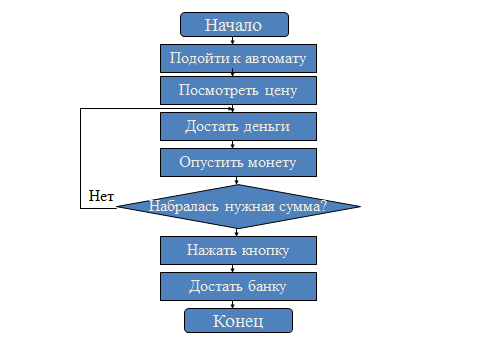 Начало
Подойти к автомату
Посмотреть цену
Достать деньги
Опустить монету
Нет
Набралась нужная сумма?
Нажать кнопку
Достать банку
Конец